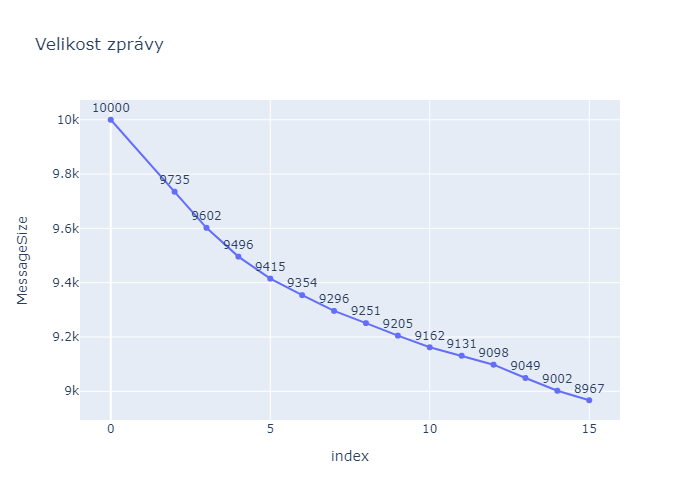 Velikost zprávy
MessageSize
10k
9.8k
9.6k
9.4k
9.2k
9k
10000
9735
9602
9496
9415
9354
9296
9251
9205
9162
9131
9098
9049
9002
8967
0 5 10 15
index